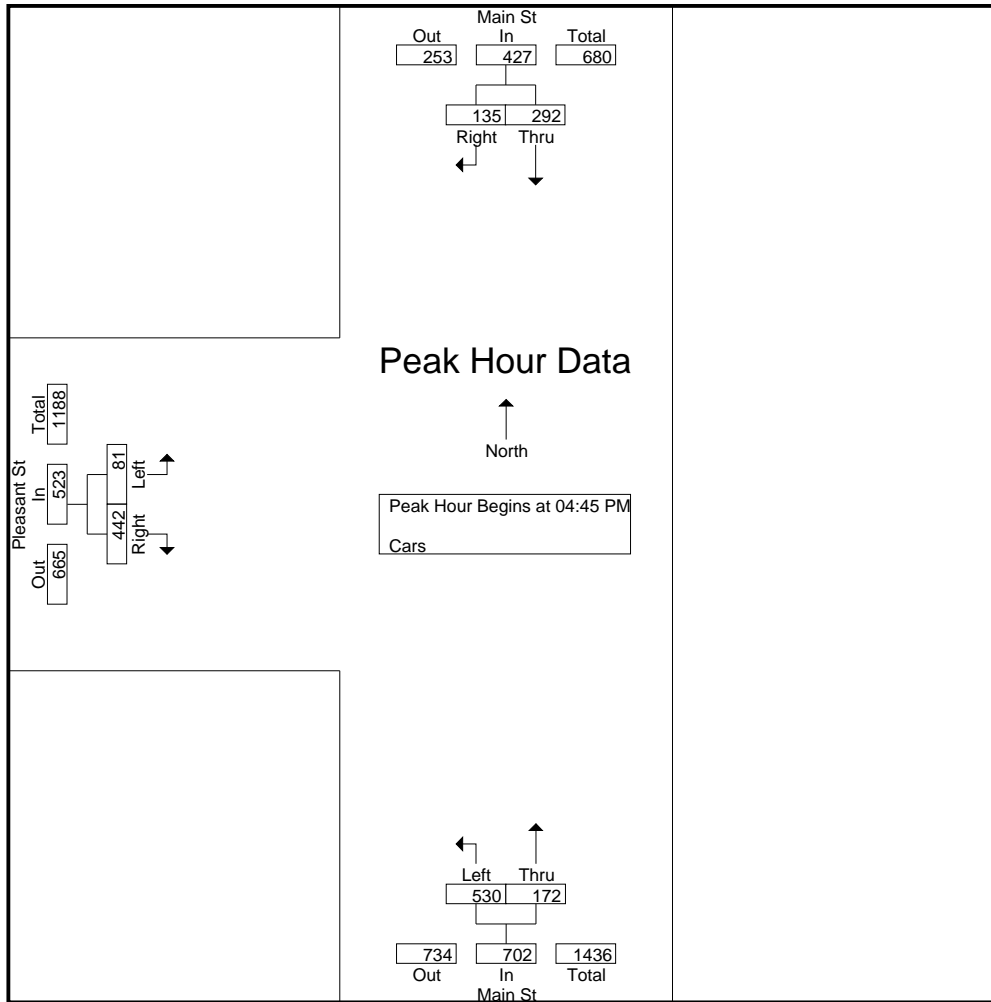 Main St
Out In Total
253 427 680
135 292
Right Thru
Peak Hour Data
North
Peak Hour Begins at 04:45 PM
Cars
Pleasant St
Out In Total
665 523 1188
442 81
Right Left
Left Thru
530 172
734 702 1436
Out In Total
Main St